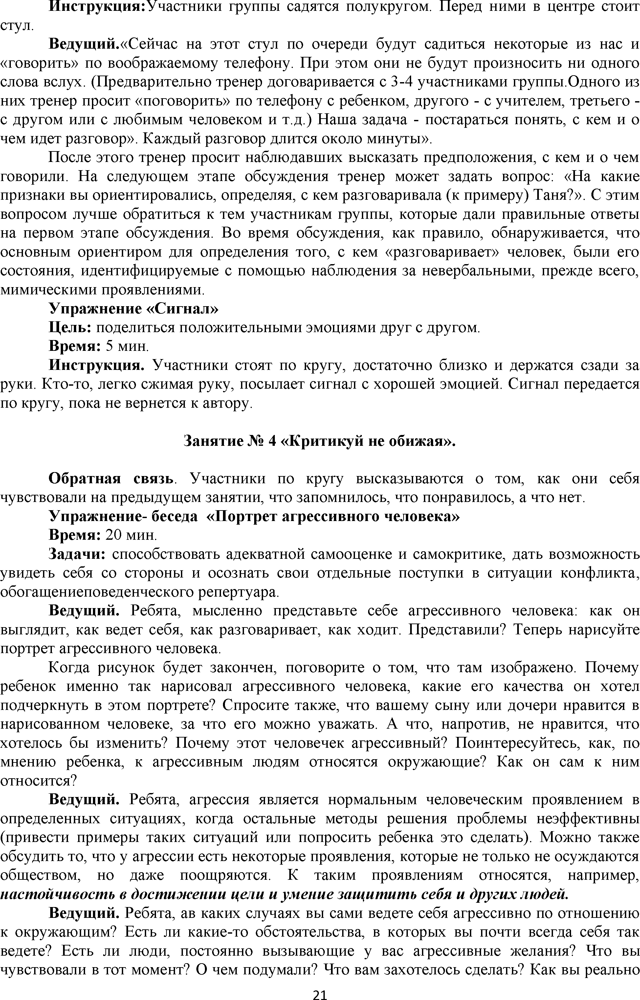 Инструкция:Участники группы садятся полукругом. Перед ними в центре стоит
стул.
Ведущий.«Сейчас на этот стул по очереди будут садиться некоторые из нас и
«говорить» по воображаемому телефону. При этом они не будут произносить ни одного
слова вслух. (Предварительно тренер договаривается с 3-4 участниками группы.Одного из
них тренер просит «поговорить» по телефону с ребенком, другого - с учителем, третьего -
с другом или с любимым человеком и т.д.) Наша задача - постараться понять, с кем и о
чем идет разговор». Каждый разговор длится около минуты».
После этого тренер просит наблюдавших высказать предположения, с кем и о чем
говорили. На следующем этапе обсуждения тренер может задать вопрос: «На какие
признаки вы ориентировались, определяя, с кем разговаривала (к примеру) Таня?». С этим
вопросом лучше обратиться к тем участникам группы, которые дали правильные ответы
на первом этапе обсуждения. Во время обсуждения, как правило, обнаруживается, что
основным ориентиром для определения того, с кем «разговаривает» человек, были его
состояния, идентифицируемые с помощью наблюдения за невербальными, прежде всего,
мимическими проявлениями.
Упражнение «Сигнал»
Цель: поделиться положительными эмоциями друг с другом.
Время: 5 мин.
Инструкция. Участники стоят по кругу, достаточно близко и держатся сзади за
руки. Кто-то, легко сжимая руку, посылает сигнал с хорошей эмоцией. Сигнал передается
по кругу, пока не вернется к автору.
Занятие № 4 «Критикуй не обижая».
Обратная связь. Участники по кругу высказываются о том, как они себя
чувствовали на предыдущем занятии, что запомнилось, что понравилось, а что нет.
Упражнение- беседа «Портрет агрессивного человека»
Время: 20 мин.
Задачи: способствовать адекватной самооценке и самокритике, дать возможность
увидеть себя со стороны и осознать свои отдельные поступки в ситуации конфликта,
обогащениеповеденческого репертуара.
Ведущий. Ребята, мысленно представьте себе агрессивного человека: как он
выглядит, как ведет себя, как разговаривает, как ходит. Представили? Теперь нарисуйте
портрет агрессивного человека.
Когда рисунок будет закончен, поговорите о том, что там изображено. Почему
ребенок именно так нарисовал агрессивного человека, какие его качества он хотел
подчеркнуть в этом портрете? Спросите также, что вашему сыну или дочери нравится в
нарисованном человеке, за что его можно уважать. А что, напротив, не нравится, что
хотелось бы изменить? Почему этот человечек агрессивный? Поинтересуйтесь, как, по
мнению ребенка, к агрессивным людям относятся окружающие? Как он сам к ним
относится?
Ведущий. Ребята, агрессия является нормальным человеческим проявлением в
определенных ситуациях, когда остальные методы решения проблемы неэффективны
(привести примеры таких ситуаций или попросить ребенка это сделать). Можно также
обсудить то, что у агрессии есть некоторые проявления, которые не только не осуждаются
обществом, но даже поощряются. К таким проявлениям относятся, например,
настойчивость в достижении цели и умение защитить себя и других людей.
Ведущий. Ребята, ав каких случаях вы сами ведете себя агрессивно по отношению
к окружающим? Есть ли какие-то обстоятельства, в которых вы почти всегда себя так
ведете? Есть ли люди, постоянно вызывающие у вас агрессивные желания? Что вы
чувствовали в тот момент? О чем подумали? Что вам захотелось сделать? Как вы реально
21